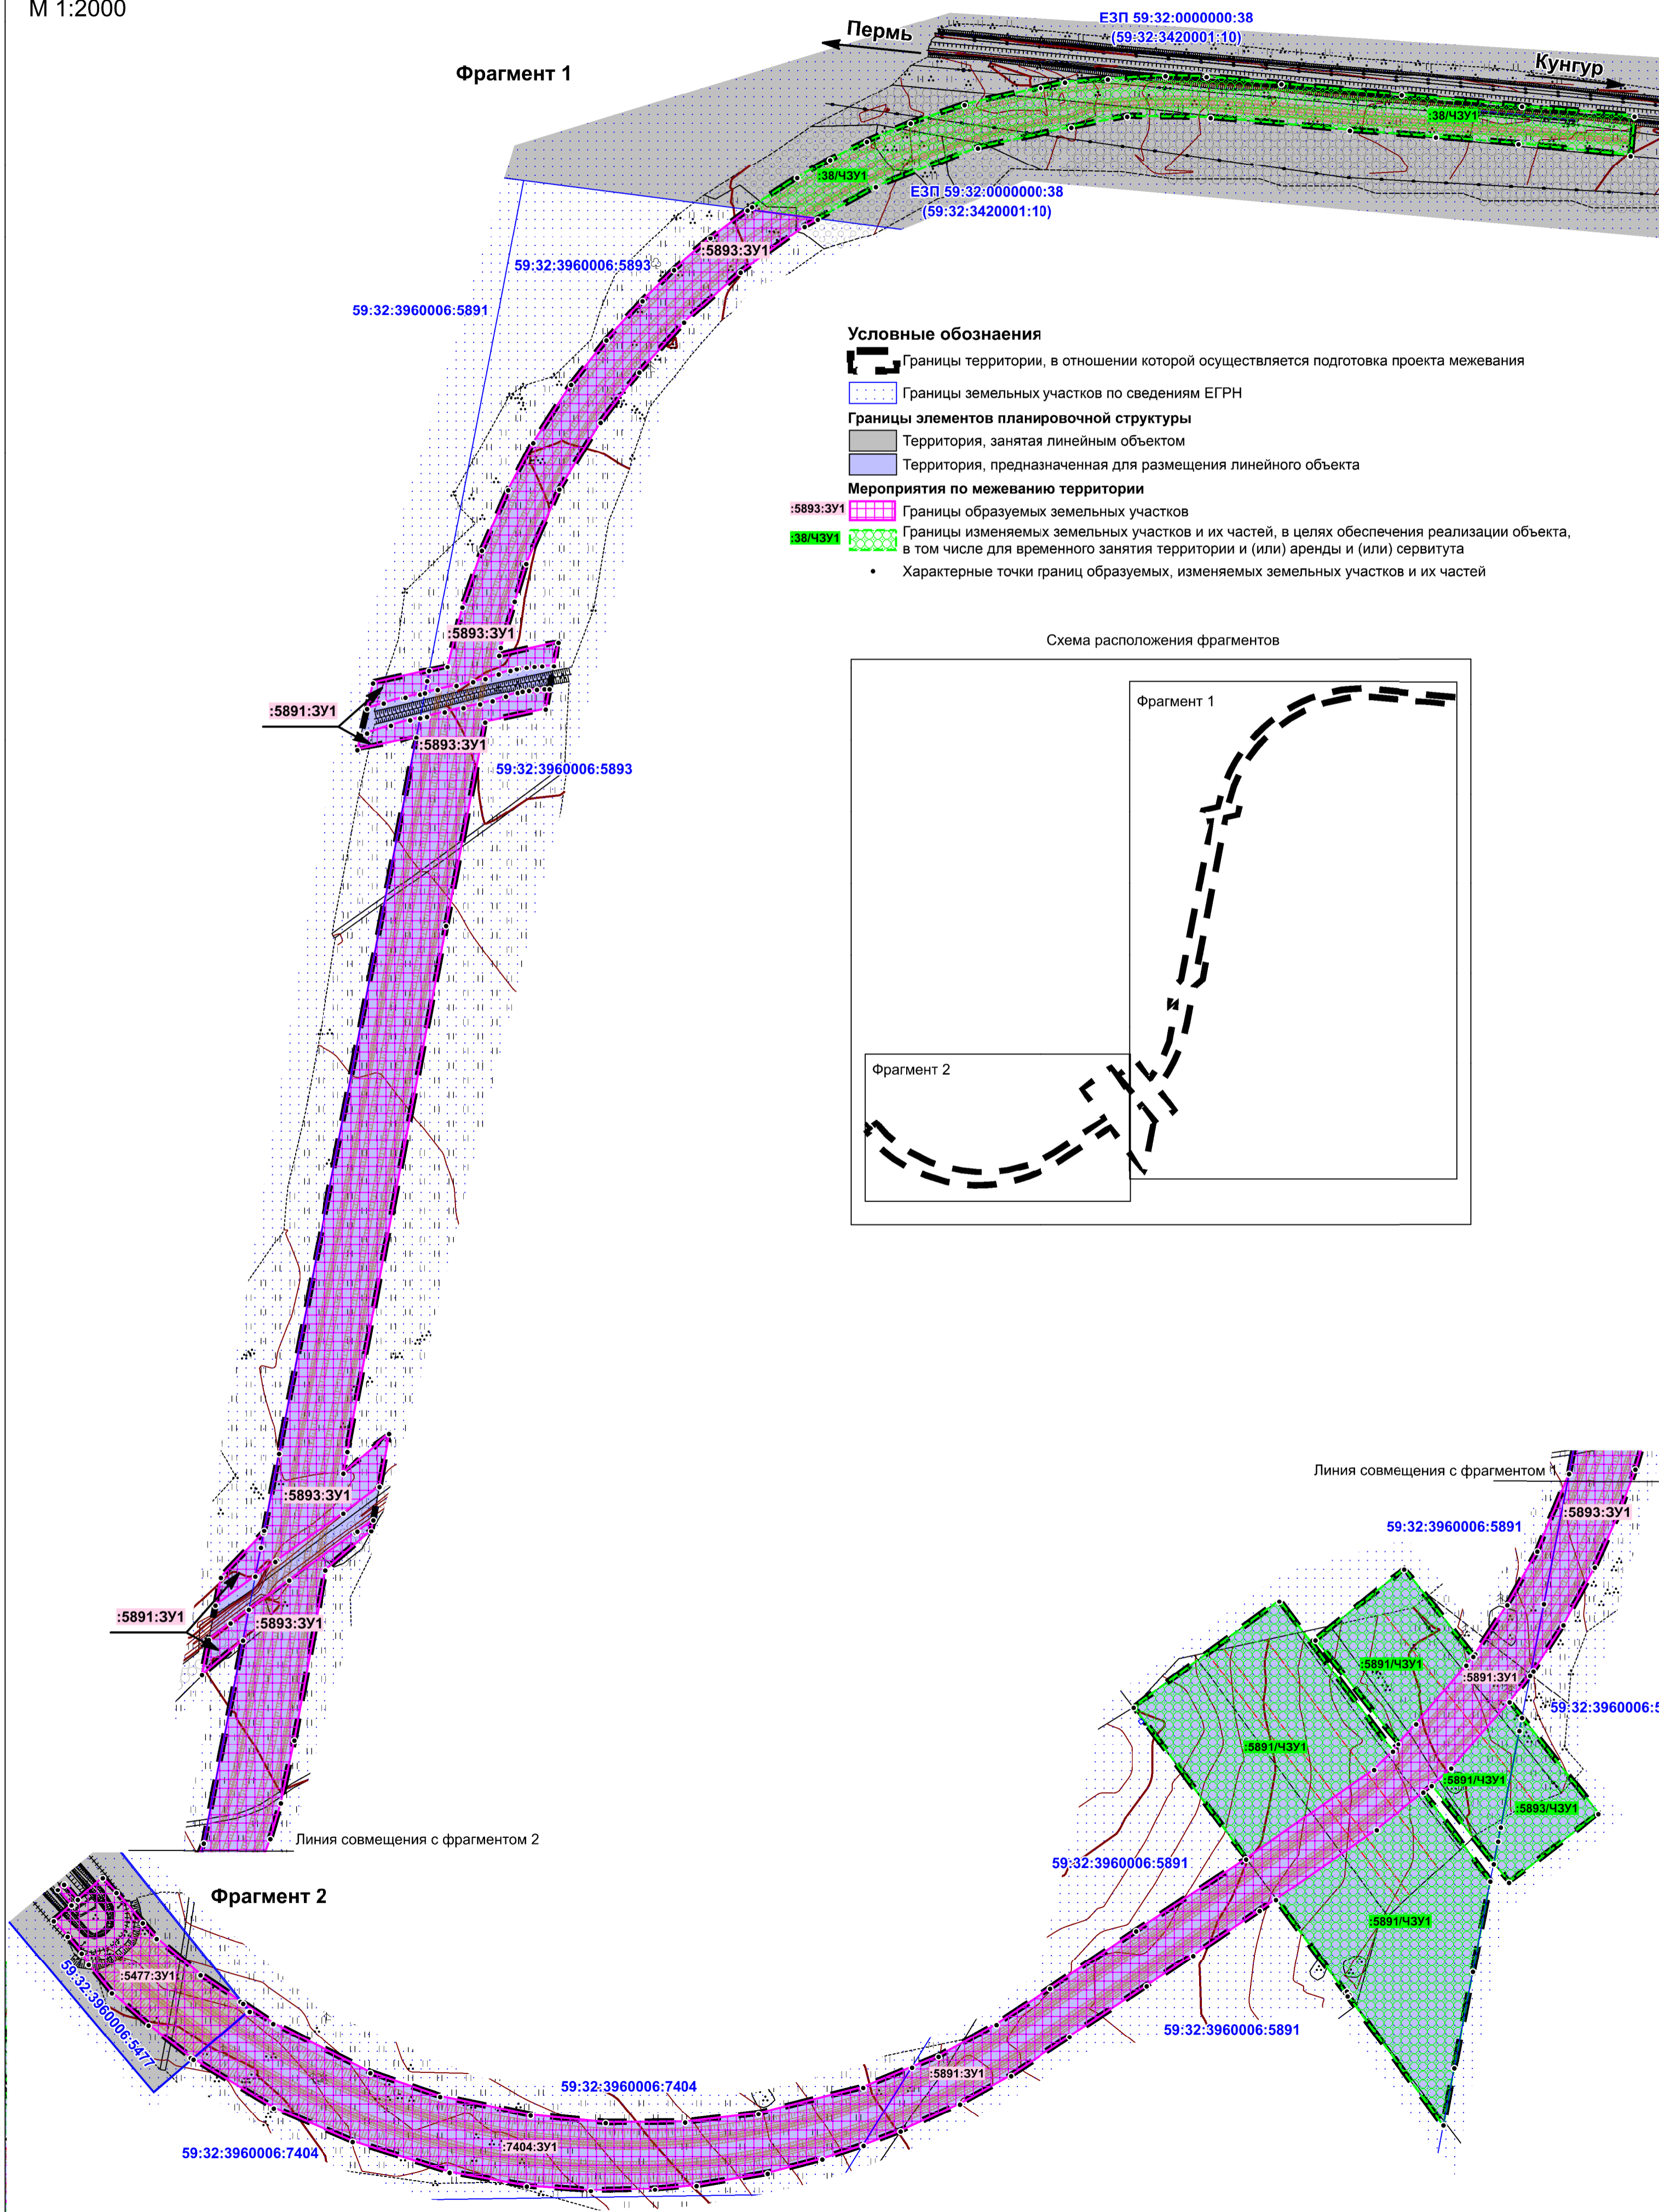 М 1:2000
ЕЗП 59:32:0000000:38
(59:32:3420001:10)
Пермь
Кунгур
Фрагмент 1
:38/ЧЗУ1
:38/ЧЗУ1
ЕЗП 59:32:0000000:38
(59:32:3420001:10)
:5893:ЗУ1
59:32:3960006:5893
59:32:3960006:5891
Условные обознаения
Границы территории, в отношении которой осуществляется подготовка проекта межевания
Границы земельных участков по сведениям ЕГРН
Границы элементов планировочной структуры
Территория, занятая линейным объектом
Территория, предназначенная для размещения линейного объекта
Мероприятия по межеванию территории
:5893:ЗУ1 Границы образуемых земельных участков
:38/ЧЗУ1 Границы изменяемых земельных участков и их частей, в целях обеспечения реализации объекта,
в том числе для временного занятия территории и (или) аренды и (или) сервитута
Характерные точки границ образуемых, изменяемых земельных участков и их частей
:5893:ЗУ1
:5891:ЗУ1
:5893:ЗУ1
59:32:3960006:5893
Схема расположения фрагментов
Фрагмент 1
Фрагмент 2
:5893:ЗУ1
:5891:ЗУ1
:5893:ЗУ1
Линия совмещения с фрагментом 2
Линия совмещения с фрагментом 1
:5893:ЗУ1
59:32:3960006:5891
:5891/ЧЗУ1
:5891:ЗУ1
59:32:3960006:5
:5891/ЧЗУ1
:5891/ЧЗУ1
:5893/ЧЗУ1
59:32:3960006:5891
Фрагмент 2
:5891/ЧЗУ1
:5477:ЗУ1
59:32:3960006:5477
59:32:3960006:5891
:5891:ЗУ1
59:32:3960006:7404
:7404:ЗУ1
59:32:3960006:7404